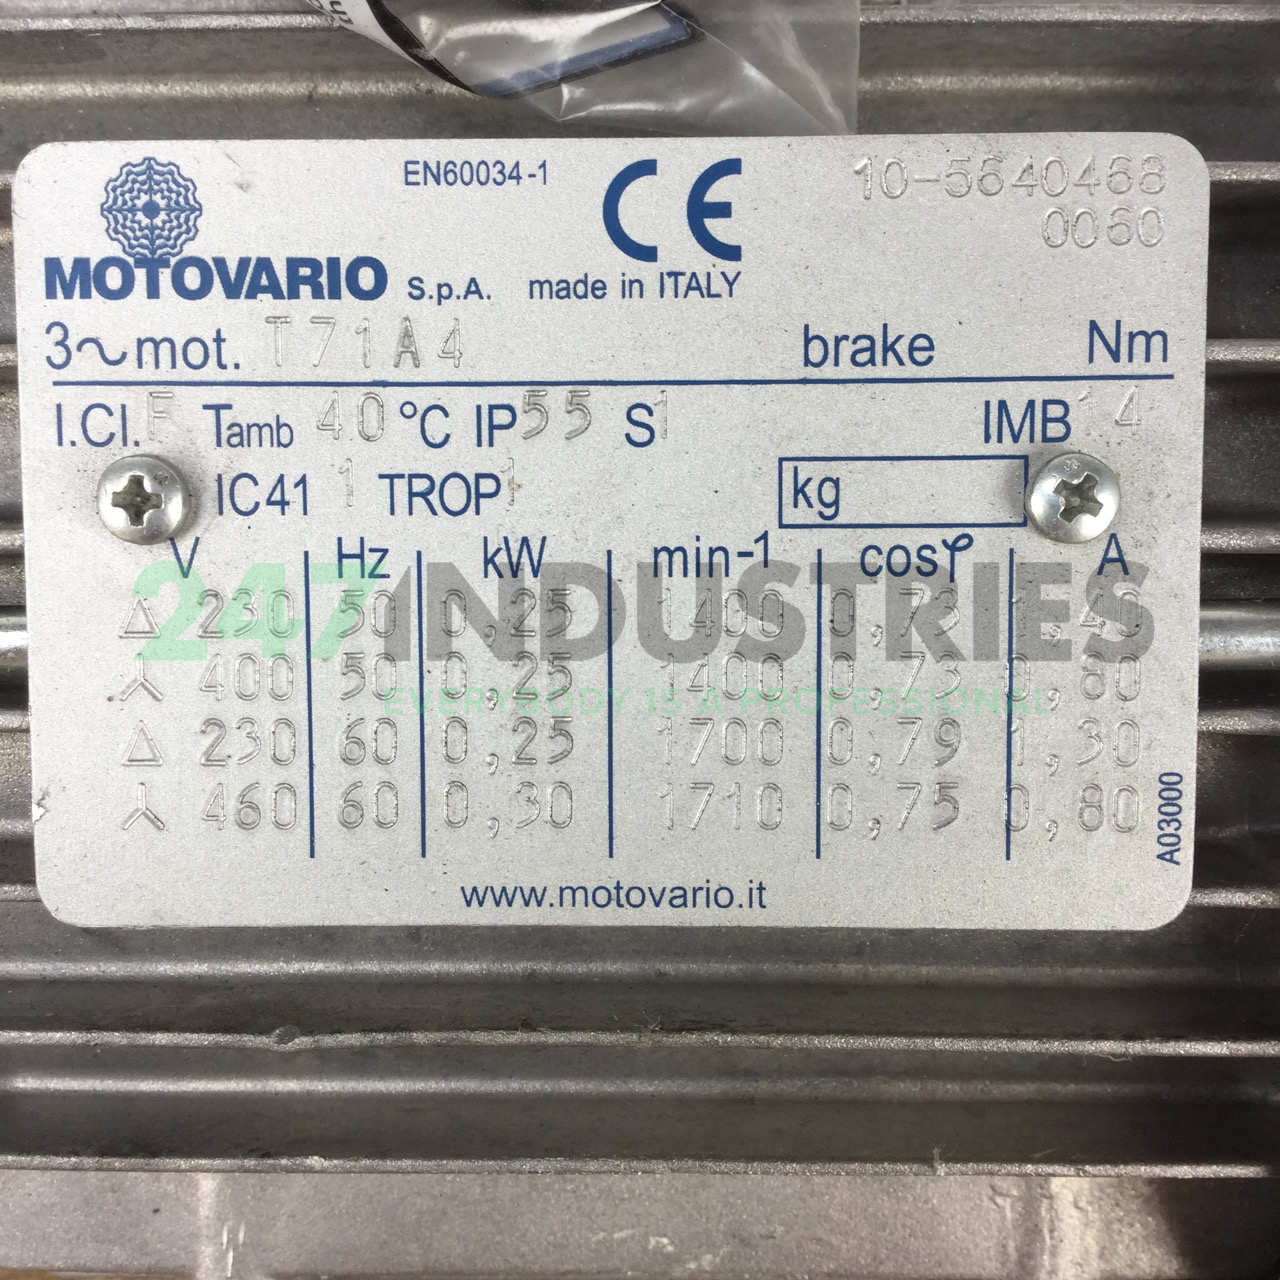 EN60034-1
10-5640468
0060
MOTOVARIO S.p.A. made in ITALY
3~mot. T71A4 brake Nm
I.Cl.F Tamb 40 °C IP55 S1 IMB14
IC41 1 TROP1 kg
V Hz kW min-1 cosφ A
247INDUSTRIES
EVERYBODY IS A PROFESSIONAL
△ 230 50 0,25 1400 0,73 1,40
⅄ 400 50 0,25 1400 0,73 0,80
△ 230 60 0,25 1700 0,79 1,30
⅄ 460 60 0,30 1710 0,75 0,80
A03000
www.motovario.it